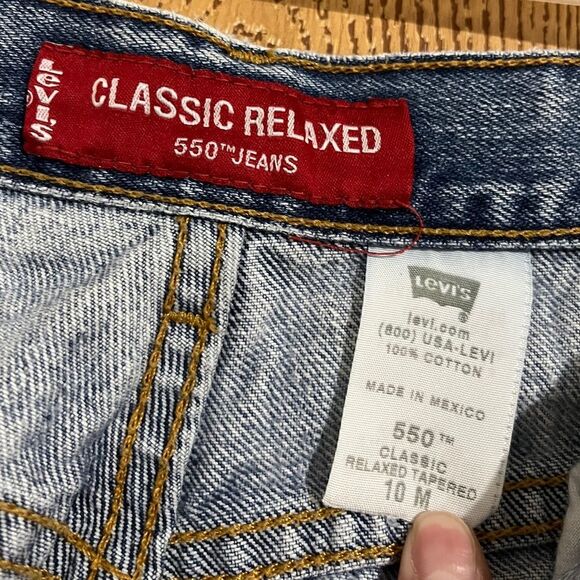 Levi's
®
CLASSIC RELAXED
550™ JEANS
Levi's
®
levi.com
(800) USA-LEVI
100% COTTON
MADE IN MEXICO
550™
CLASSIC
RELAXED TAPERED
10 M